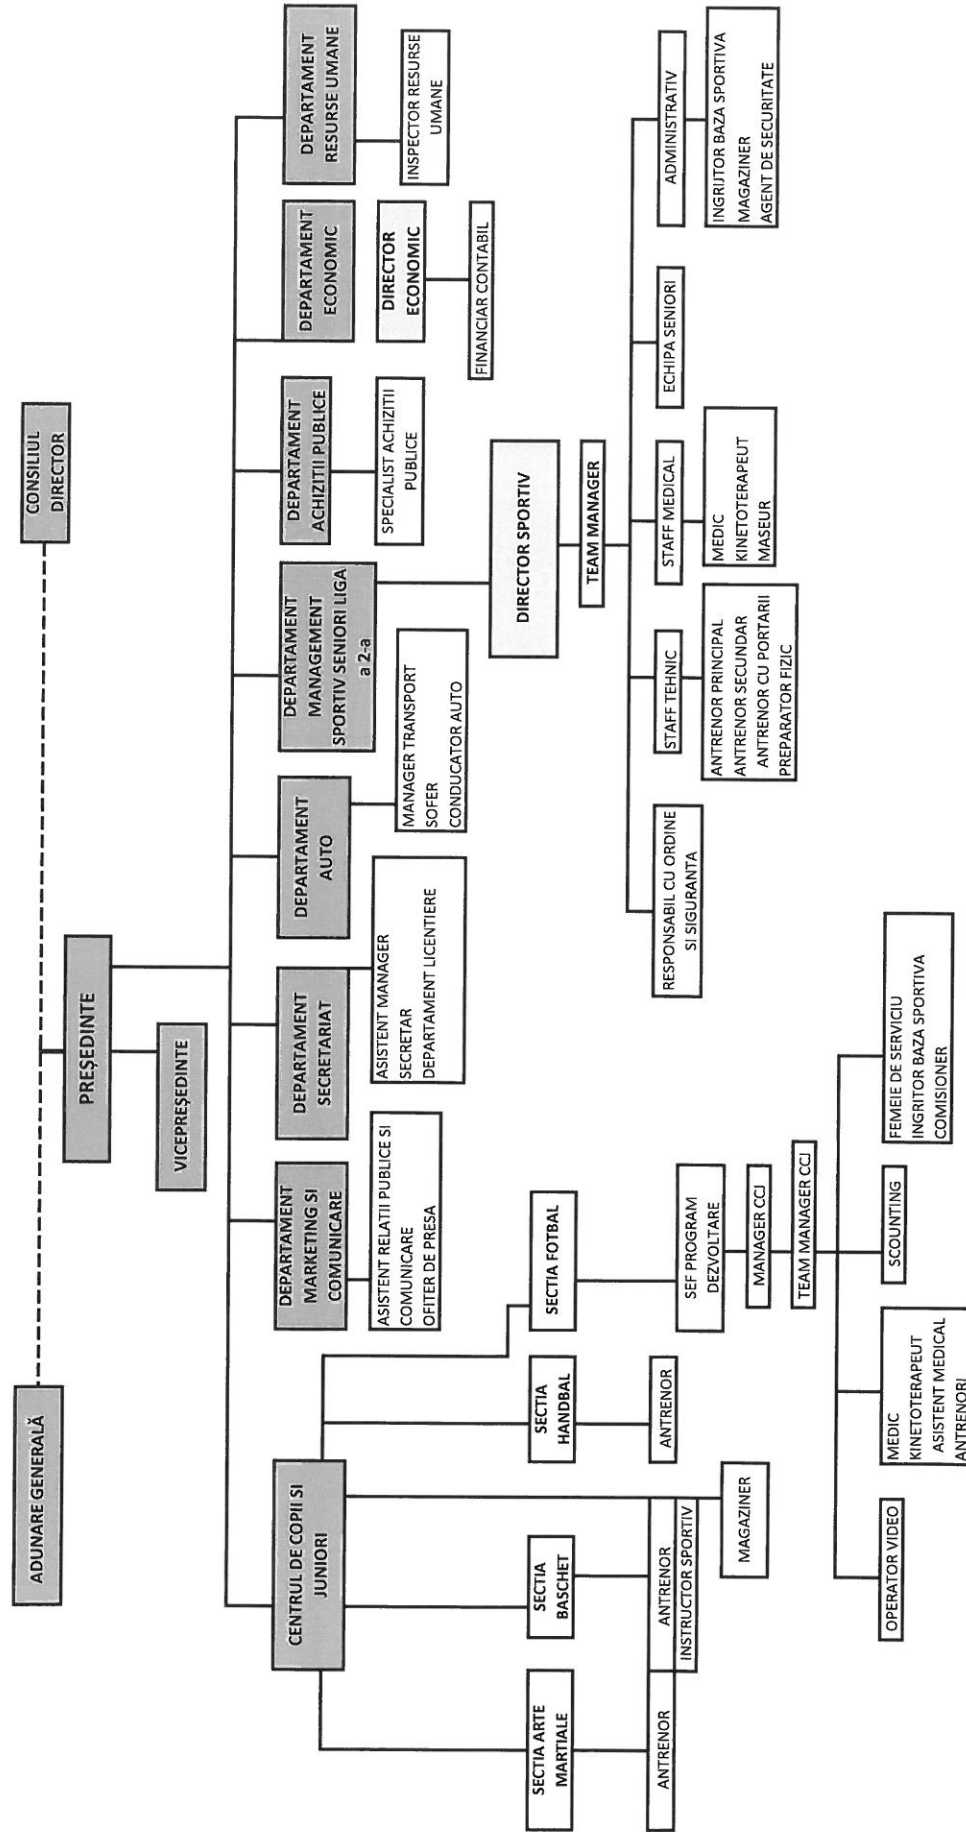 ADUNARE GENERALĂ
CONSILIUL
DIRECTOR
PREŞEDINTE
VICEPREŞEDINTE
CENTRUL DE COPII SI
JUNIORI
DEPARTAMENT
MARKETING SI
COMUNICARE
DEPARTAMENT
SECRETARIAT
DEPARTAMENT
AUTO
DEPARTAMENT
MANAGEMENT
SPORTIV SENIORI LIGA
a 2-a
DEPARTAMENT
ACHIZITII PUBLICE
DEPARTAMENT
ECONOMIC
DEPARTAMENT
RESURSE UMANE
ASISTENT RELATII PUBLICE SI
COMUNICARE
OFITER DE PRESA
ASISTENT MANAGER
SECRETAR
DEPARTAMENT LICENTIERE
MANAGER TRANSPORT
SOFER
CONDUCATOR AUTO
SPECIALIST ACHIZITII
PUBLICE
DIRECTOR
ECONOMIC
FINANCIAR CONTABIL
INSPECTOR RESURSE
UMANE
SECTIA ARTE
MARTIALE
SECTIA
BASCHET
SECTIA
HANDBAL
SECTIA FOTBAL
DIRECTOR SPORTIV
TEAM MANAGER
ANTRENOR
ANTRENOR
INSTRUCTOR SPORTIV
MAGAZINER
ANTRENOR
SEF PROGRAM
DEZVOLTARE
MANAGER CCJ
TEAM MANAGER CCJ
RESPONSABIL CU ORDINE
SI SIGURANTA
STAFF TEHNIC
STAFF MEDICAL
ECHIPA SENIORI
ADMINISTRATIV
ANTRENOR PRINCIPAL
ANTRENOR SECUNDAR
ANTRENOR CU PORTARII
PREPARATOR FIZIC
MEDIC
KINETOTERAPEUT
MASEUR
INGRIJTOR BAZA SPORTIVA
MAGAZINER
AGENT DE SECURITATE
OPERATOR VIDEO
MEDIC
KINETOTERAPEUT
ASISTENT MEDICAL
ANTRENORI
SCOUNTING
FEMEIE DE SERVICIU
INGRITOR BAZA SPORTIVA
COMISIONER